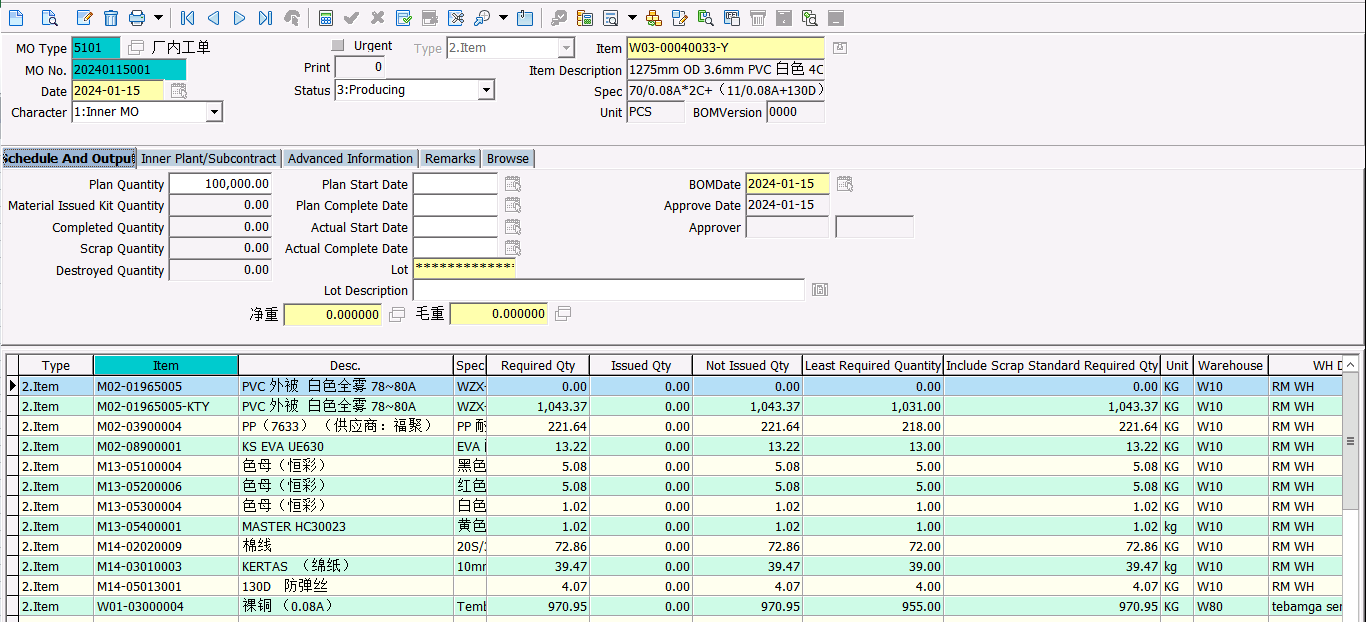 MO Type 5101 厂内工单 Urgent Type 2.Item Item W03-00040033-Y
MO No. 20240115001 Print 0 Item Description 1275mm OD 3.6mm PVC 白色 4C
Date 2024-01-15 Status 3:Producing Spec 70/0.08A*2C+（11/0.08A+130D）
Character 1:Inner MO Unit PCS BOMVersion 0000
Schedule And Output Inner Plant/Subcontract Advanced Information Remarks Browse
Plan Quantity 100,000.00 Plan Start Date BOMDate 2024-01-15
Material Issued Kit Quantity 0.00 Plan Complete Date Approve Date 2024-01-15
Completed Quantity 0.00 Actual Start Date Approver
Scrap Quantity 0.00 Actual Complete Date
Destroyed Quantity 0.00 Lot *************
Lot Description
净重 0.000000 毛重 0.000000
Type Item Desc. Spec Required Qty Issued Qty Not Issued Qty Least Required Quantity Include Scrap Standard Required Qty Unit Warehouse WH D
2.Item M02-01965005 PVC 外被 白色全雾 78~80A WZX- 0.00 0.00 0.00 0.00 0.00 KG W10 RM WH
2.Item M02-01965005-KTY PVC 外被 白色全雾 78~80A WZX- 1,043.37 0.00 1,043.37 1,031.00 1,043.37 KG W10 RM WH
2.Item M02-03900004 PP（7633）（供应商：福聚） PP 耐 221.64 0.00 221.64 218.00 221.64 KG W10 RM WH
2.Item M02-08900001 KS EVA UE630 EVA 13.22 0.00 13.22 13.00 13.22 KG W10 RM WH
2.Item M13-05100004 色母（恒彩） 黑色 5.08 0.00 5.08 5.00 5.08 KG W10 RM WH
2.Item M13-05200006 色母（恒彩） 红色 5.08 0.00 5.08 5.00 5.08 KG W10 RM WH
2.Item M13-05300004 色母（恒彩） 白色 1.02 0.00 1.02 1.00 1.02 KG W10 RM WH
2.Item M13-05400001 MASTER HC30023 黄色 1.02 0.00 1.02 1.00 1.02 kg W10 RM WH
2.Item M14-02020009 棉线 20S/ 72.86 0.00 72.86 72.00 72.86 KG W10 RM WH
2.Item M14-03010003 KERTAS （绵纸） 10mm 39.47 0.00 39.47 39.00 39.47 kg W10 RM WH
2.Item M14-05013001 130D 防弹丝 4.07 0.00 4.07 4.00 4.07 KG W10 RM WH
2.Item W01-03000004 裸铜（0.08A） Temb 970.95 0.00 970.95 955.00 970.95 KG W80 tebamga ser